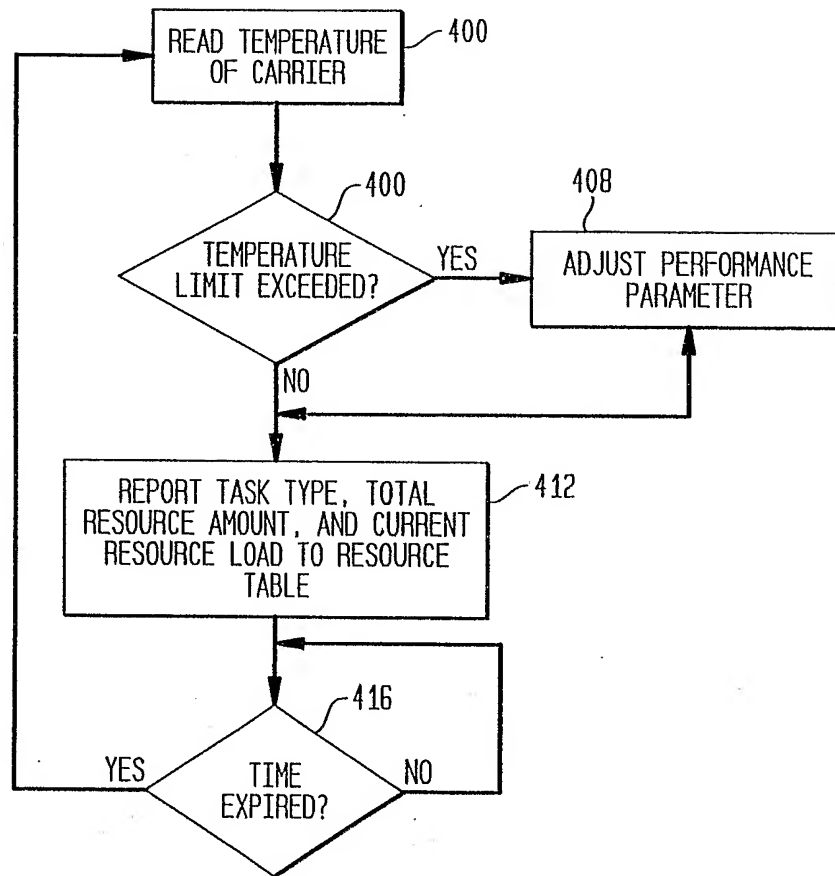 READ TEMPERATURE
OF CARRIER
400
400
TEMPERATURE
LIMIT EXCEEDED?
YES
408
ADJUST PERFORMANCE
PARAMETER
NO
REPORT TASK TYPE, TOTAL
RESOURCE AMOUNT, AND CURRENT
RESOURCE LOAD TO RESOURCE
TABLE
412
416
YES
TIME
EXPIRED?
NO